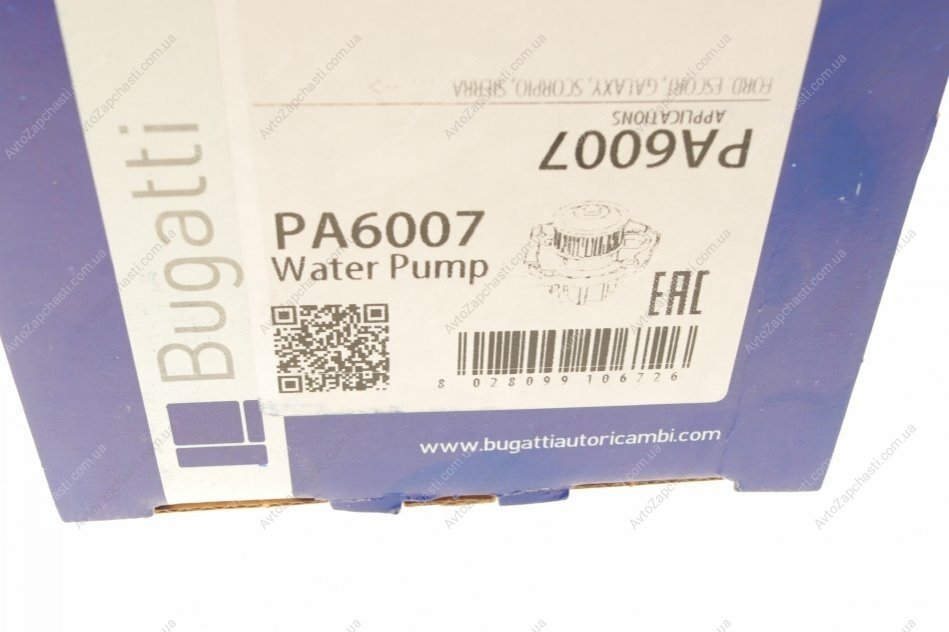 FORD, ESCORT, GALAXY, SCORPIO, SIERRA ... ->
APPLICATIONS
PA6007
Bugatti
PA6007
Water Pump
EAC
8 028099 106726
www.bugattiautoricambi.com
AvtoZapchasti.com.ua